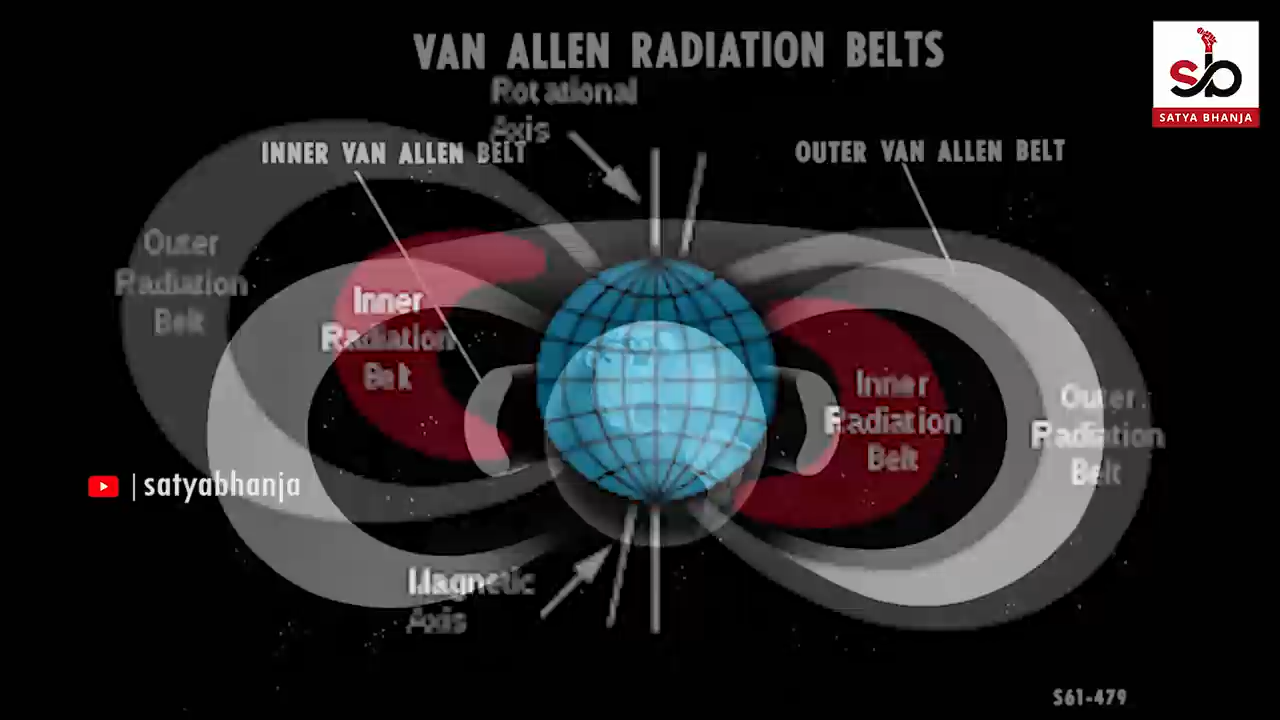 VAN ALLEN RADIATION BELTS
Rotational
Axis
INNER VAN ALLEN BELT
OUTER VAN ALLEN BELT
Outer
Radiation
Belt
Inner
Radiation
Belt
Inner
Radiation
Belt
Outer
Radiation
Belt
| satyabhanja
Magnetic
Axis
S61-479
sb
SATYA BHANJA